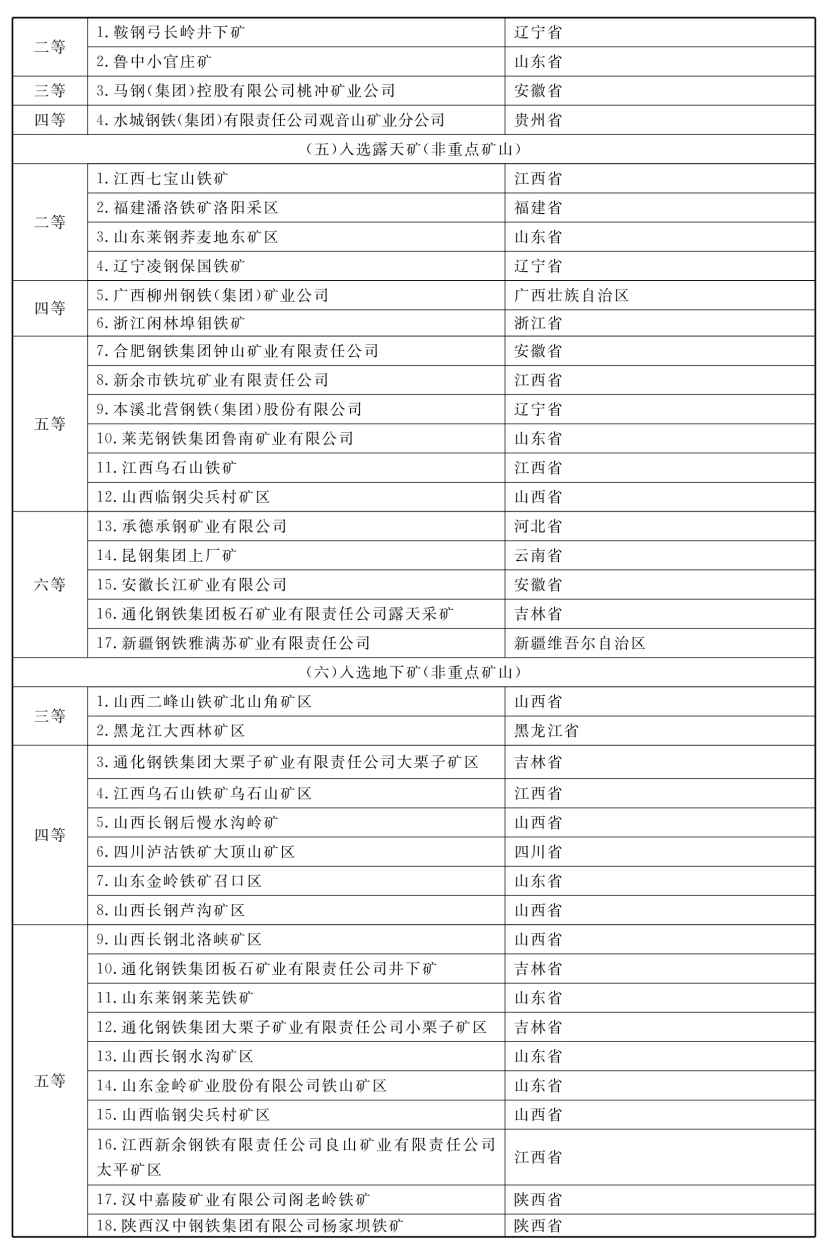 二等
1.鞍钢弓长岭井下矿 辽宁省
2.鲁中小官庄矿 山东省
三等 3.马钢(集团)控股有限公司桃冲矿业公司 安徽省
四等 4.水城钢铁(集团)有限责任公司观音山矿业分公司 贵州省
(五)入选露天矿(非重点矿山)
二等
1.江西七宝山铁矿 江西省
2.福建潘洛铁矿洛阳采区 福建省
3.山东莱钢荞麦地东矿区 山东省
4.辽宁凌钢保国铁矿 辽宁省
四等
5.广西柳州钢铁(集团)矿业公司 广西壮族自治区
6.浙江闲林埠钼铁矿 浙江省
五等
7.合肥钢铁集团钟山矿业有限责任公司 安徽省
8.新余市铁坑矿业有限责任公司 江西省
9.本溪北营钢铁(集团)股份有限公司 辽宁省
10.莱芜钢铁集团鲁南矿业有限公司 山东省
11.江西乌石山铁矿 江西省
12.山西临钢尖兵村矿区 山西省
六等
13.承德承钢矿业有限公司 河北省
14.昆钢集团上厂矿 云南省
15.安徽长江矿业有限公司 安徽省
16.通化钢铁集团板石矿业有限责任公司露天采矿 吉林省
17.新疆钢铁雅满苏矿业有限责任公司 新疆维吾尔自治区
(六)入选地下矿(非重点矿山)
三等
1.山西二峰山铁矿北山角矿区 山西省
2.黑龙江大西林矿区 黑龙江省
四等
3.通化钢铁集团大栗子矿业有限责任公司大栗子矿区 吉林省
4.江西乌石山铁矿乌石山矿区 江西省
5.山西长钢后慢水沟岭矿 山西省
6.四川泸沽铁矿大顶山矿区 四川省
7.山东金岭铁矿召口区 山东省
8.山西长钢芦沟矿区 山西省
五等
9.山西长钢北洛峡矿区 山西省
10.通化钢铁集团板石矿业有限责任公司井下矿 吉林省
11.山东莱钢莱芜铁矿 山东省
12.通化钢铁集团大栗子矿业有限责任公司小栗子矿区 吉林省
13.山西长钢水沟矿区 山东省
14.山东金岭矿业股份有限公司铁山矿区 山东省
15.山西临钢尖兵村矿区 山西省
16.江西新余钢铁有限责任公司良山矿业有限责任公司
太平矿区 江西省
17.汉中嘉陵矿业有限公司阁老岭铁矿 陕西省
18.陕西汉中钢铁集团有限公司杨家坝铁矿 陕西省